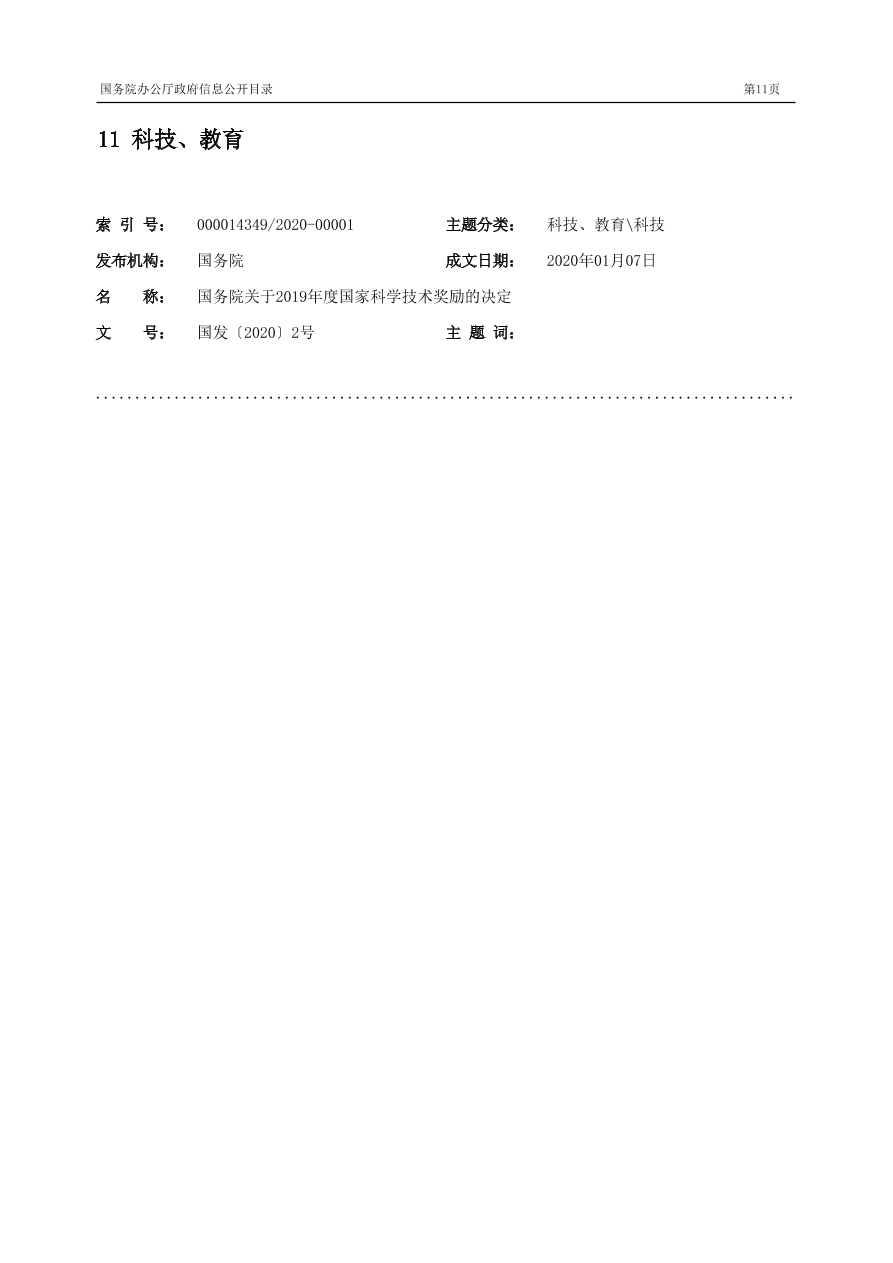 国务院办公厅政府信息公开目录 第11页
11 科技、教育
索 引 号： 000014349/2020-00001 主题分类： 科技、教育\科技
发布机构： 国务院 成文日期： 2020年01月07日
名 称： 国务院关于2019年度国家科学技术奖励的决定
文 号： 国发〔2020〕2号 主 题 词：